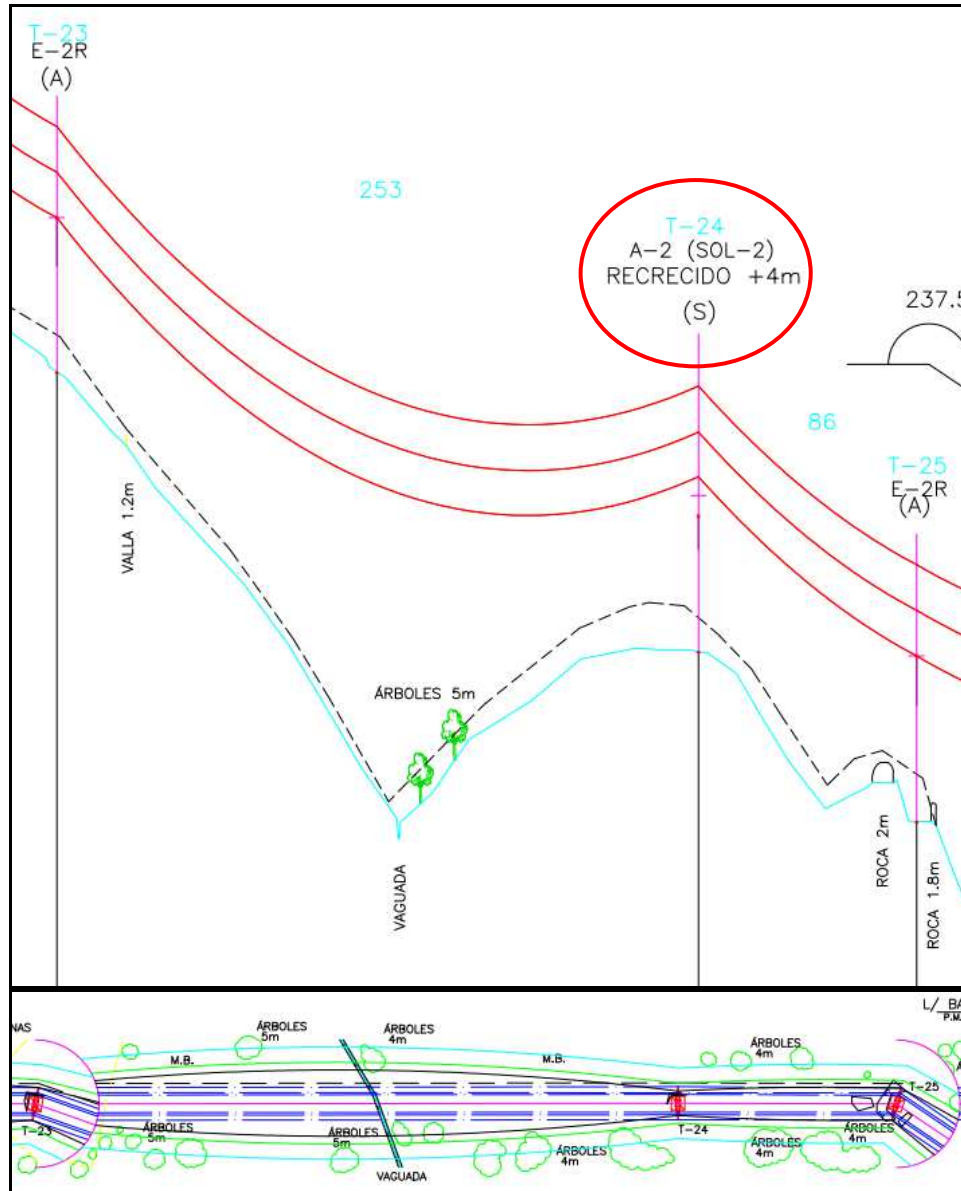 T-23
E-2R
(A)
253
T-24
A-2 (SOL-2)
RECRECIDO +4m
(S)
237.5
86
T-25
E-2R
(A)
VALLA 1.2m
ÁRBOLES 5m
VAGUADA
ROCA 2m
ROCA 1.8m
L/ BA
P.M.
NAS
ÁRBOLES
5m
ÁRBOLES
4m
ÁRBOLES
4m
M.B.
M.B.
T-25
T-23
ÁRBOLES
5m
ÁRBOLES
5m
T-24
ÁRBOLES
4m
ÁRBOLES
4m
ÁRBOLES
4m
VAGUADA